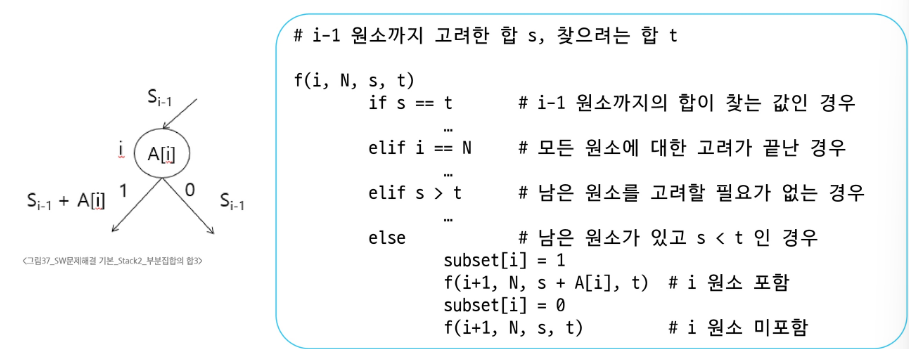 S i-1
i
A[i]
S i-1 + A[i]
1
0
S i-1
<그림37_SW문제해결 기본_Stack2_부분집합의 합3>
# i-1 원소까지 고려한 합 s, 찾으려는 합 t
f(i, N, s, t)
if s == t # i-1 원소까지의 합이 찾는 값인 경우
…
elif i == N # 모든 원소에 대한 고려가 끝난 경우
…
elif s > t # 남은 원소를 고려할 필요가 없는 경우
…
else # 남은 원소가 있고 s < t 인 경우
subset[i] = 1
f(i+1, N, s + A[i], t) # i 원소 포함
subset[i] = 0
f(i+1, N, s, t) # i 원소 미포함